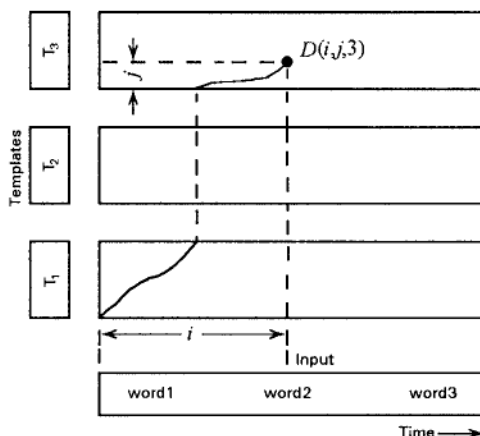 T3
j
D(i,j,3)
Templates
T2
T1
i
Input
word1 word2 word3
Time